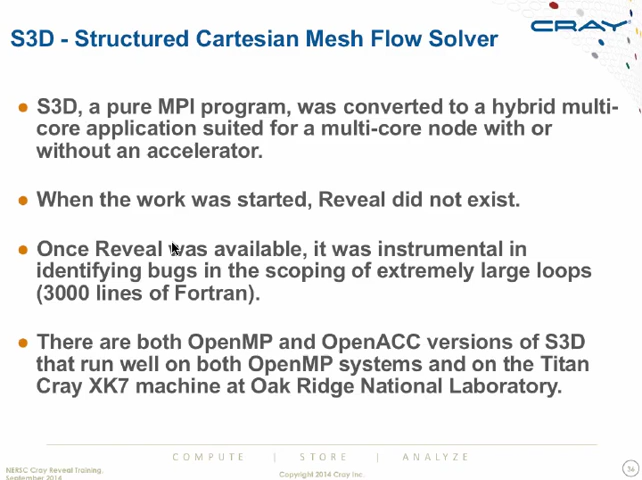 CRAY
S3D - Structured Cartesian Mesh Flow Solver
● S3D, a pure MPI program, was converted to a hybrid multi-
core application suited for a multi-core node with or
without an accelerator.
● When the work was started, Reveal did not exist.
● Once Reveal was available, it was instrumental in
identifying bugs in the scoping of extremely large loops
(3000 lines of Fortran).
● There are both OpenMP and OpenACC versions of S3D
that run well on both OpenMP systems and on the Titan
Cray XK7 machine at Oak Ridge National Laboratory.
COMPUTE | STORE | ANALYZE
NERSC Cray Reveal Training.
September 2014
Copyright 2014 Cray Inc.
36